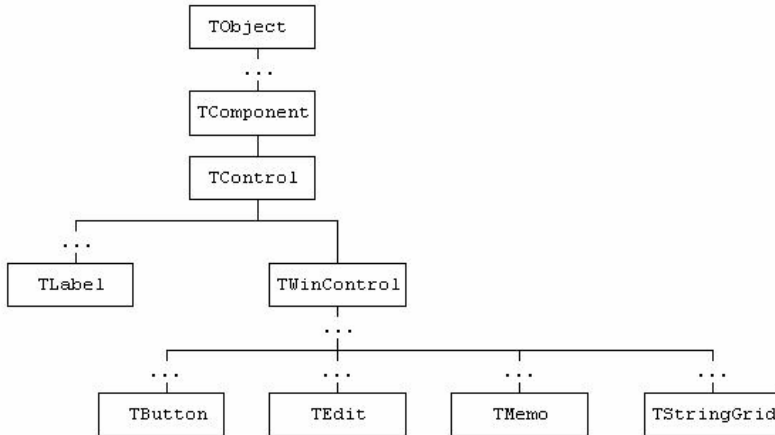 TObject
...
TComponent
TControl
...
TLabel
TWinControl
...
... ... ... ...
TButton TEdit TMemo TStringGrid